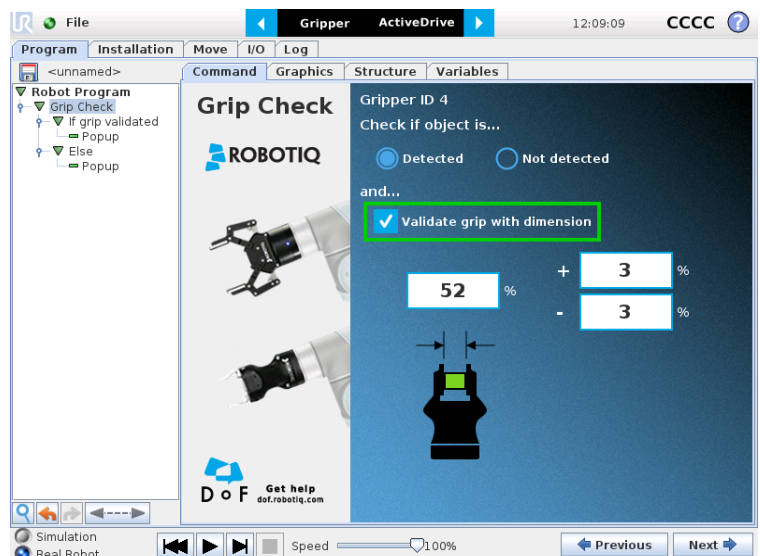 File
Gripper ActiveDrive
12:09:09 CCCC ?
Program Installation Move I/O Log
<unnamed>
Command Graphics Structure Variables
Robot Program
Grip Check
If grip validated
Popup
Else
Popup
Grip Check
ROBOTIQ
DoF
Get help
dof.robotiq.com
Gripper ID 4
Check if object is...
Detected Not detected
and...
Validate grip with dimension
52 %
+ 3 %
- 3 %
Simulation
Real Robot
Speed 100%
Previous Next